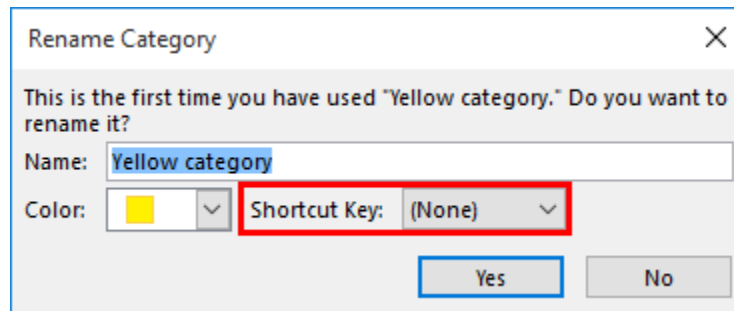 Rename Category
This is the first time you have used "Yellow category." Do you want to
rename it?
Name: Yellow category
Color: Shortcut Key: (None)
Yes No